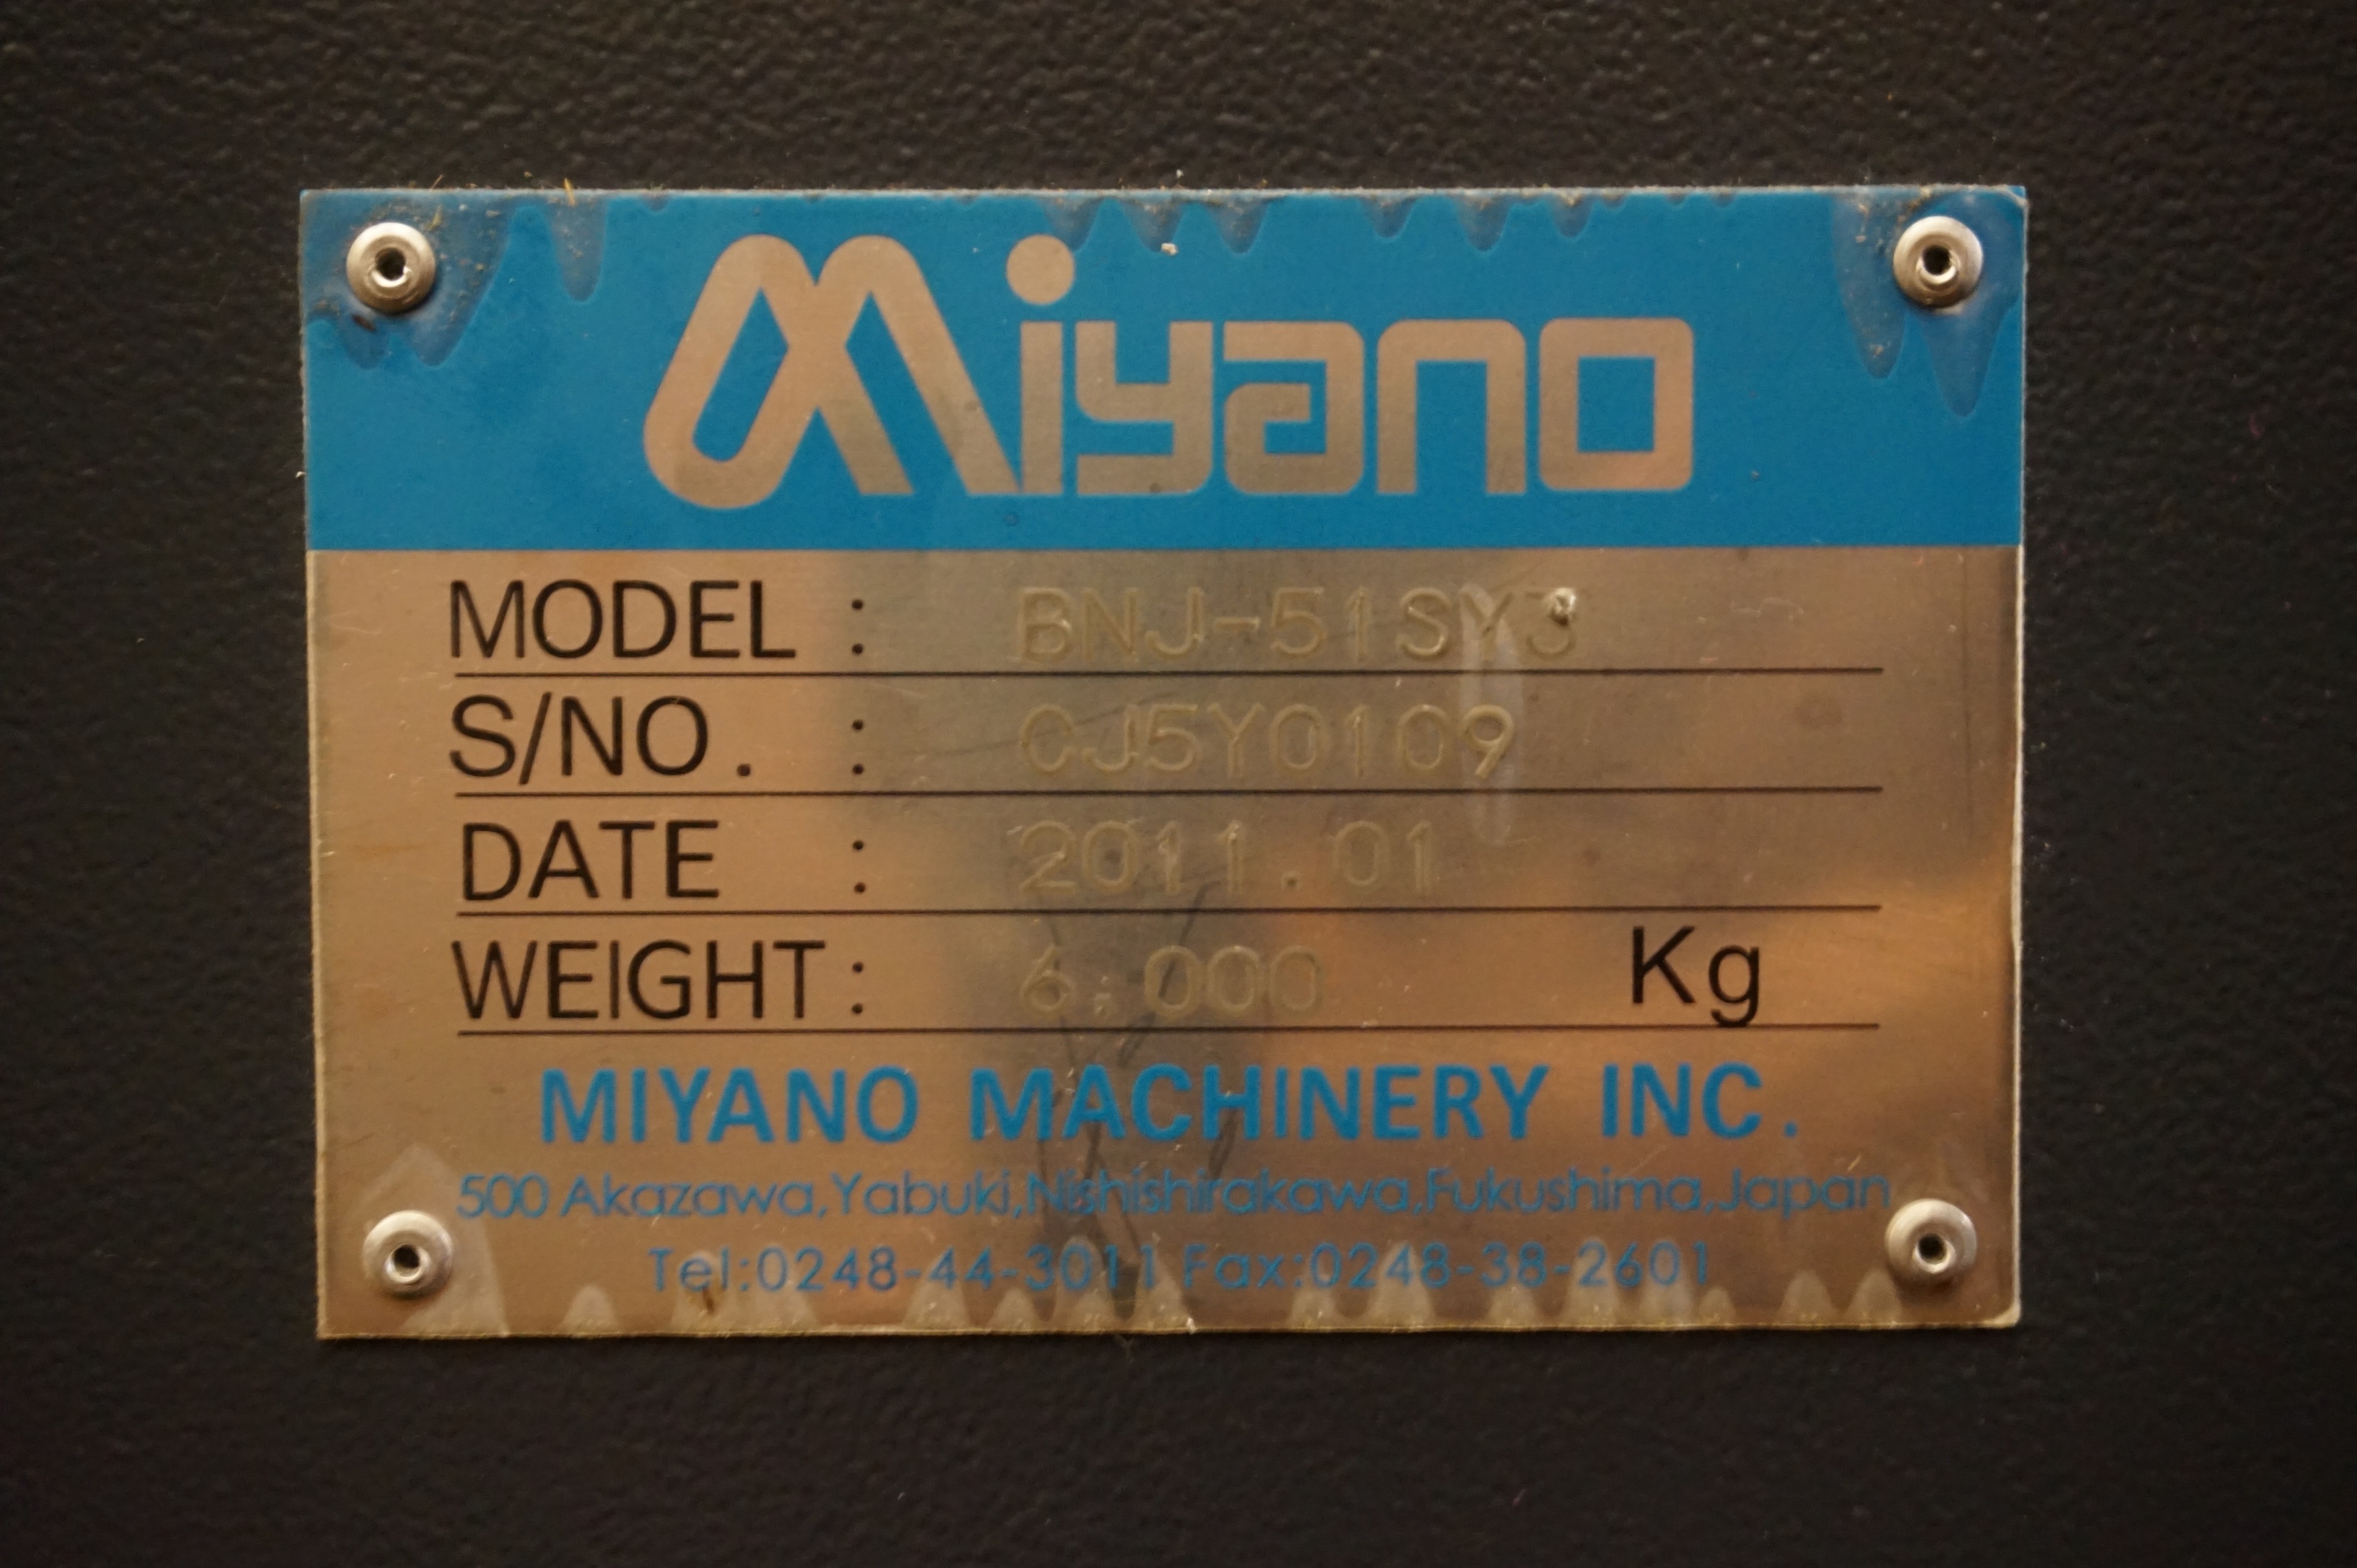 Miyano
MODEL : BNJ-51SY3
S/NO. : CJ5Y0109
DATE : 2011.01
WEIGHT : 6,000 Kg
MIYANO MACHINERY INC.
500 Akazawa,Yabuki,Nishishirakawa,Fukushima,Japan
Tel:0248-44-3011 Fax:0248-38-2601